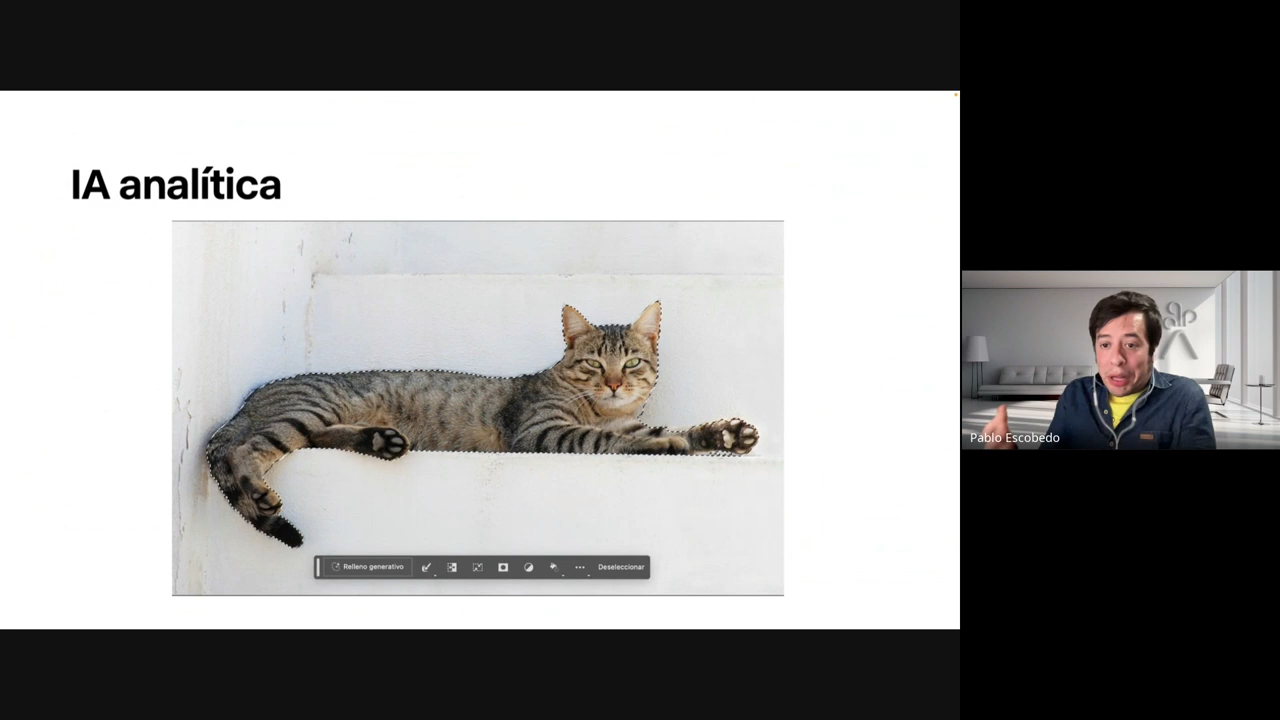 IA analítica
Relleno generativo
Deseleccionar
Pablo Escobedo